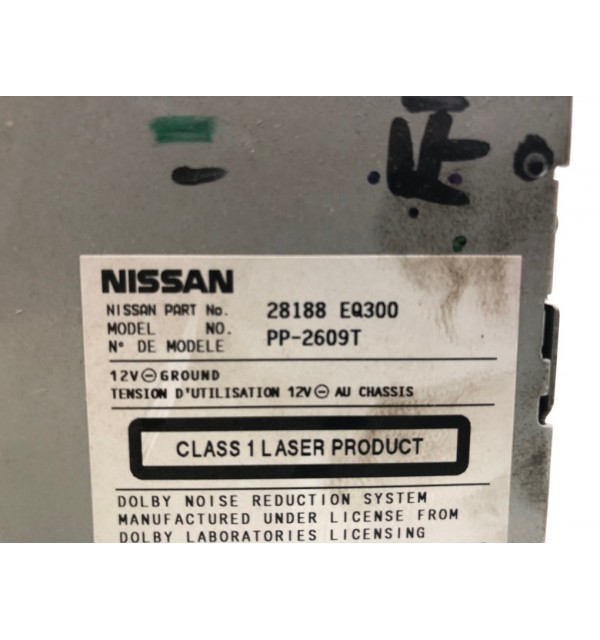 NISSAN
NISSAN PART No. 28188 EQ300
MODEL NO. PP-2609T
N° DE MODELE
12V⊖GROUND
TENSION D'UTILISATION 12V⊖ AU CHASSIS
CLASS 1 LASER PRODUCT
DOLBY NOISE REDUCTION SYSTEM
MANUFACTURED UNDER LICENSE FROM
DOLBY LABORATORIES LICENSING